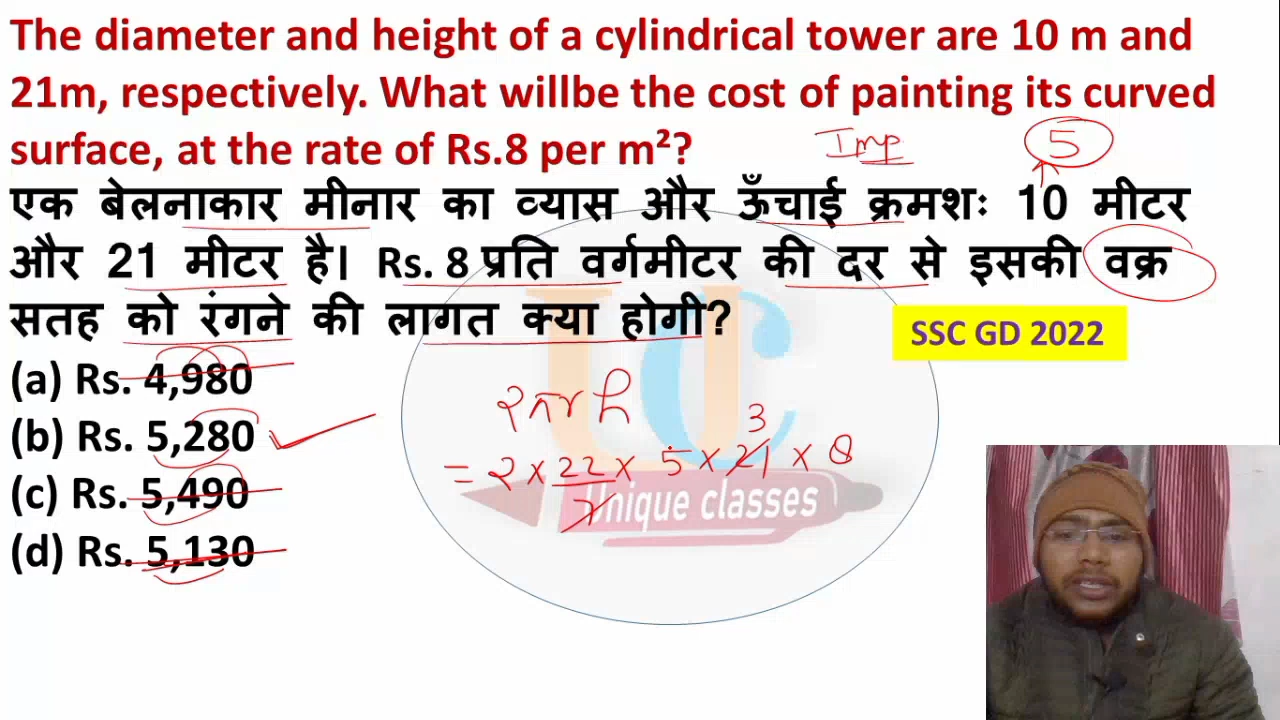 The diameter and height of a cylindrical tower are 10 m and
21m, respectively. What willbe the cost of painting its curved
surface, at the rate of Rs.8 per m²?
Imp
5
एक बेलनाकार मीनार का व्यास और ऊँचाई क्रमशः 10 मीटर
और 21 मीटर है। Rs. 8 प्रति वर्गमीटर की दर से इसकी वक्र
सतह को रंगने की लागत क्या होगी?
SSC GD 2022
(a) Rs. 4,980
(b) Rs. 5,280
(c) Rs. 5,490
(d) Rs. 5,130
2πrh
3
= 2 × 22/7 × 5 × 21 × 8
UC
Unique classes